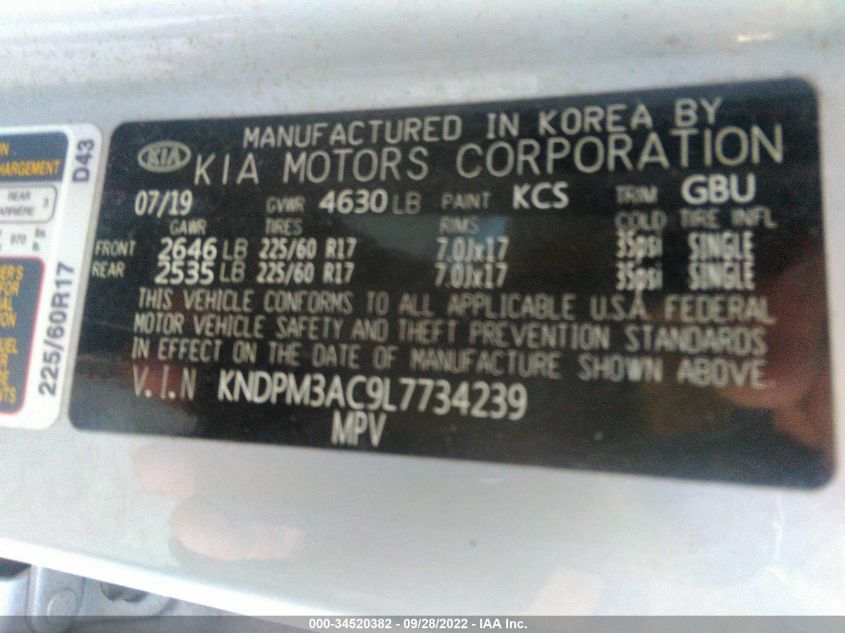 MANUFACTURED IN KOREA BY
KIA KIA MOTORS CORPORATION
07/19 GVWR 4630 LB PAINT KCS TRIM GBU
GAWR TIRES RIMS COLD TIRE INFL
FRONT 2646 LB 225/60 R17 7.0Jx17 35psi SINGLE
REAR 2535 LB 225/60 R17 7.0Jx17 35psi SINGLE
THIS VEHICLE CONFORMS TO ALL APPLICABLE U.S.A. FEDERAL
MOTOR VEHICLE SAFETY AND THEFT PREVENTION STANDARDS
IN EFFECT ON THE DATE OF MANUFACTURE SHOWN ABOVE.
V.I.N KNDPM3AC9L7734239
MPV
D43
225/60R17
REAR
000-34520382 - 09/28/2022 - IAA Inc.